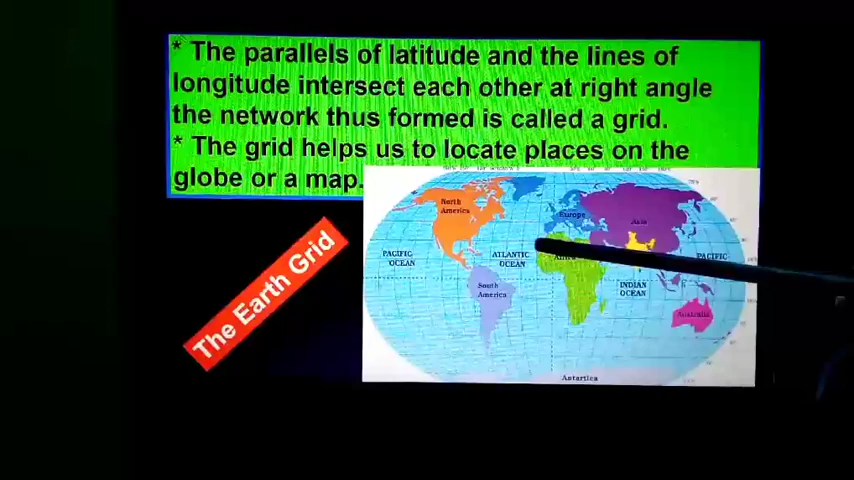 * The parallels of latitude and the lines of
longitude intersect each other at right angle
the network thus formed is called a grid.
* The grid helps us to locate places on the
globe or a map.
The Earth Grid
North
America
Europe
Asia
PACIFIC
OCEAN
ATLANTIC
OCEAN
PACIFIC
South
America
INDIAN
OCEAN
Australia
Antartica